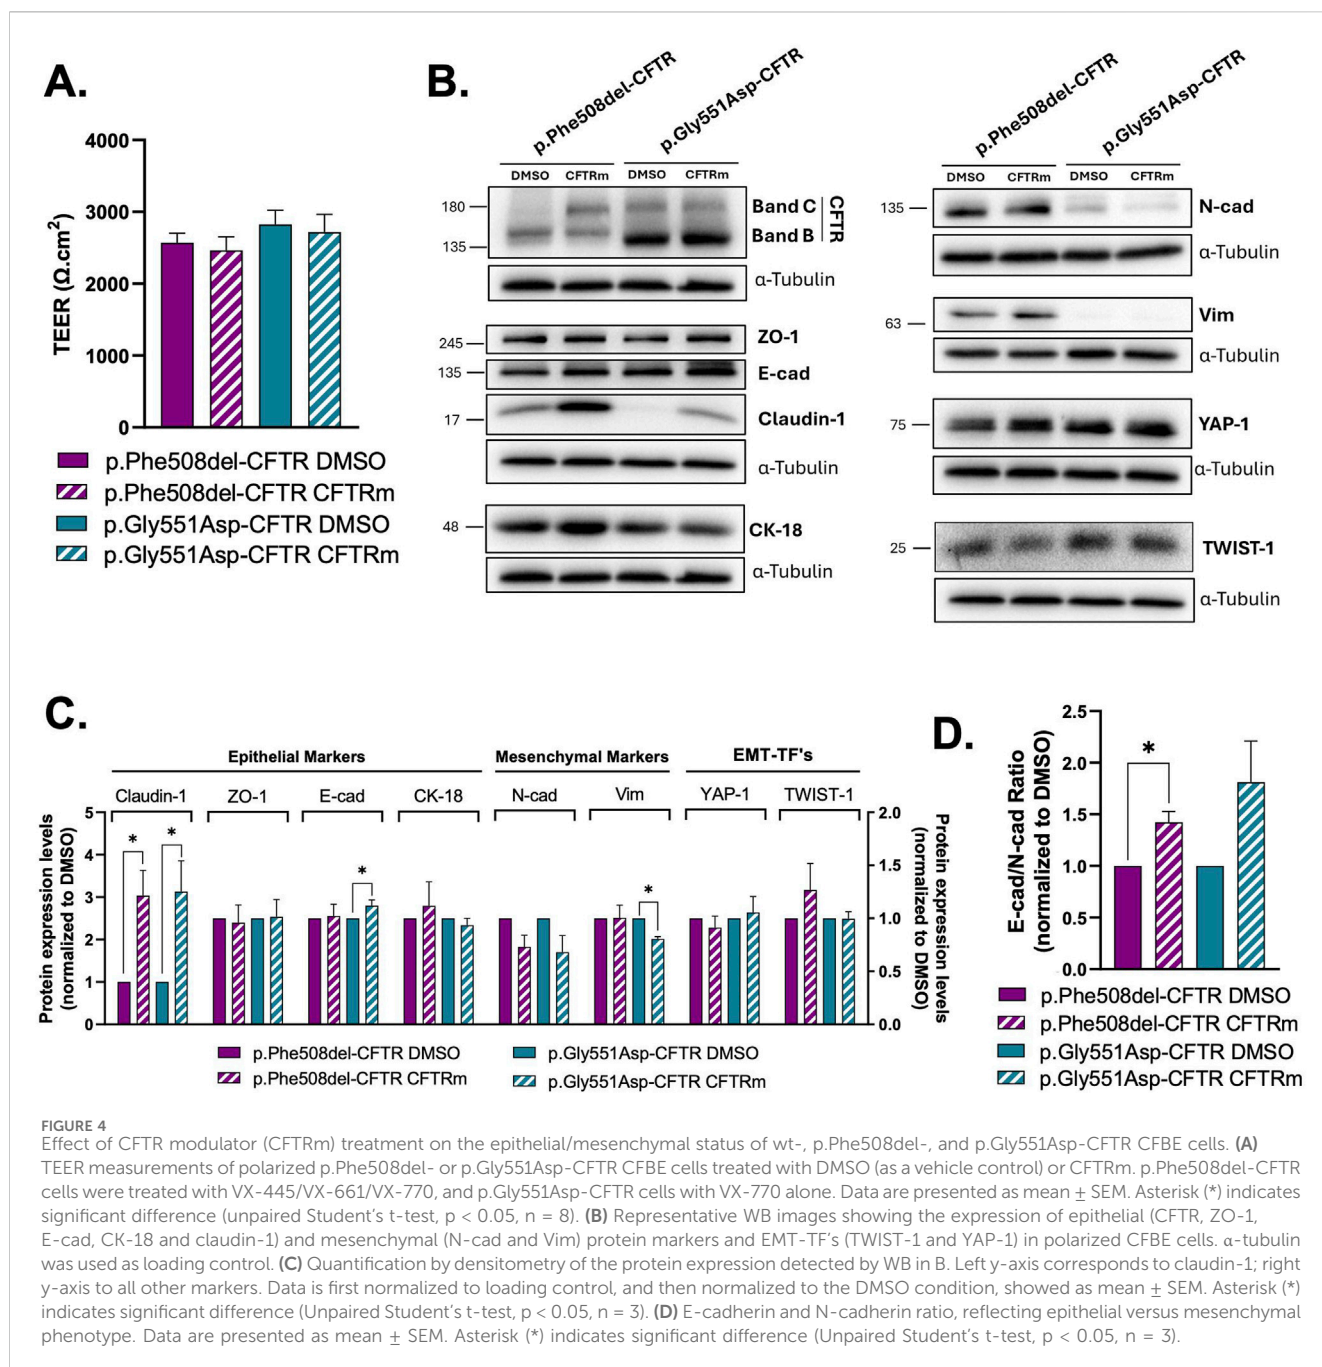 A.
4000
3000
2000
1000
0
TEER (Ω.cm²)
p.Phe508del-CFTR DMSO
p.Phe508del-CFTR CFTRm
p.Gly551Asp-CFTR DMSO
p.Gly551Asp-CFTR CFTRm
B.
p.Phe508del-CFTR
p.Gly551Asp-CFTR
DMSO CFTRm DMSO CFTRm
180
135
Band C
Band B
CFTR
α-Tubulin
245
ZO-1
135
E-cad
17
Claudin-1
α-Tubulin
48
CK-18
α-Tubulin
p.Phe508del-CFTR
p.Gly551Asp-CFTR
DMSO CFTRm DMSO CFTRm
135
N-cad
α-Tubulin
63
Vim
α-Tubulin
75
YAP-1
α-Tubulin
25
TWIST-1
α-Tubulin
C.
Epithelial Markers Mesenchymal Markers EMT-TF's
Claudin-1 ZO-1 E-cad CK-18 N-cad Vim YAP-1 TWIST-1
Protein expression levels
(normalized to DMSO)
5
4
3
2
1
0
* * * *
2.0
1.5
1.0
0.5
0.0
Protein expression levels
(normalized to DMSO)
p.Phe508del-CFTR DMSO
p.Phe508del-CFTR CFTRm
p.Gly551Asp-CFTR DMSO
p.Gly551Asp-CFTR CFTRm
D.
E-cad/N-cad Ratio
(normalized to DMSO)
2.5
2.0
1.5
1.0
0.5
0.0
*
p.Phe508del-CFTR DMSO
p.Phe508del-CFTR CFTRm
p.Gly551Asp-CFTR DMSO
p.Gly551Asp-CFTR CFTRm
FIGURE 4
Effect of CFTR modulator (CFTRm) treatment on the epithelial/mesenchymal status of wt-, p.Phe508del-, and p.Gly551Asp-CFTR CFBE cells. (A)
TEER measurements of polarized p.Phe508del- or p.Gly551Asp-CFTR CFBE cells treated with DMSO (as a vehicle control) or CFTRm. p.Phe508del-CFTR
cells were treated with VX-445/VX-661/VX-770, and p.Gly551Asp-CFTR cells with VX-770 alone. Data are presented as mean ± SEM. Asterisk (*) indicates
significant difference (unpaired Student's t-test, p < 0.05, n = 8). (B) Representative WB images showing the expression of epithelial (CFTR, ZO-1,
E-cad, CK-18 and claudin-1) and mesenchymal (N-cad and Vim) protein markers and EMT-TF's (TWIST-1 and YAP-1) in polarized CFBE cells. α-tubulin
was used as loading control. (C) Quantification by densitometry of the protein expression detected by WB in B. Left y-axis corresponds to claudin-1; right
y-axis to all other markers. Data is first normalized to loading control, and then normalized to the DMSO condition, showed as mean ± SEM. Asterisk (*)
indicates significant difference (Unpaired Student's t-test, p < 0.05, n = 3). (D) E-cadherin and N-cadherin ratio, reflecting epithelial versus mesenchymal
phenotype. Data are presented as mean ± SEM. Asterisk (*) indicates significant difference (Unpaired Student's t-test, p < 0.05, n = 3).